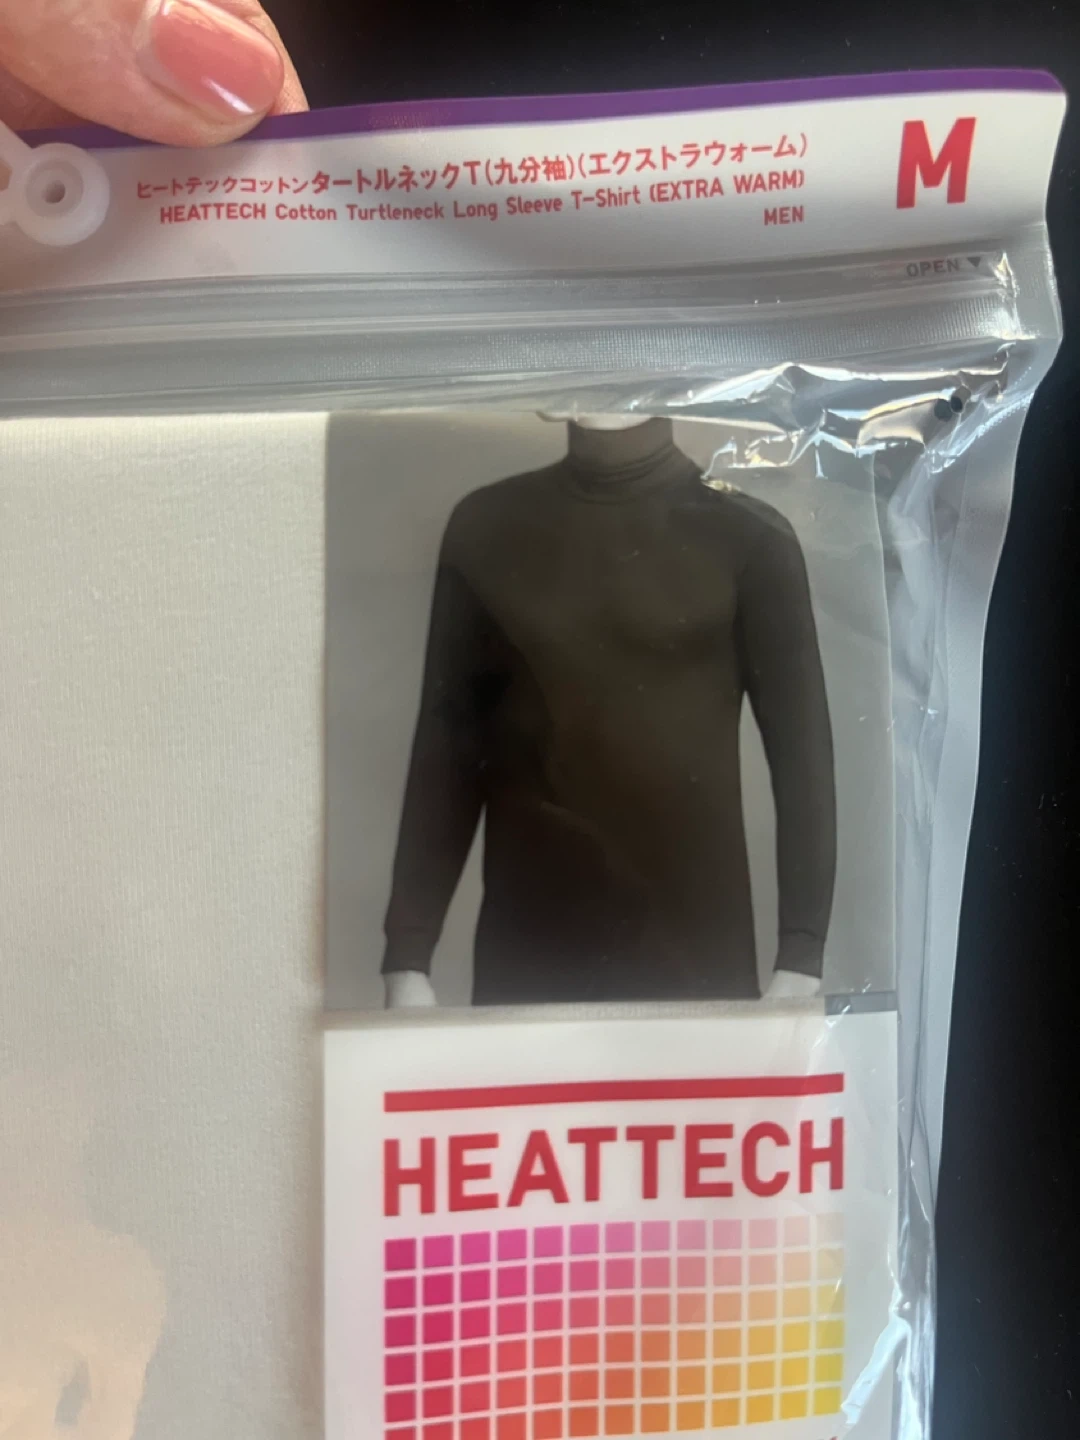 ヒートテックコットンタートルネックT(九分袖)(エクストラウォーム)
HEATTECH Cotton Turtleneck Long Sleeve T-Shirt (EXTRA WARM)
MEN
M
OPEN ▼
HEATTECH